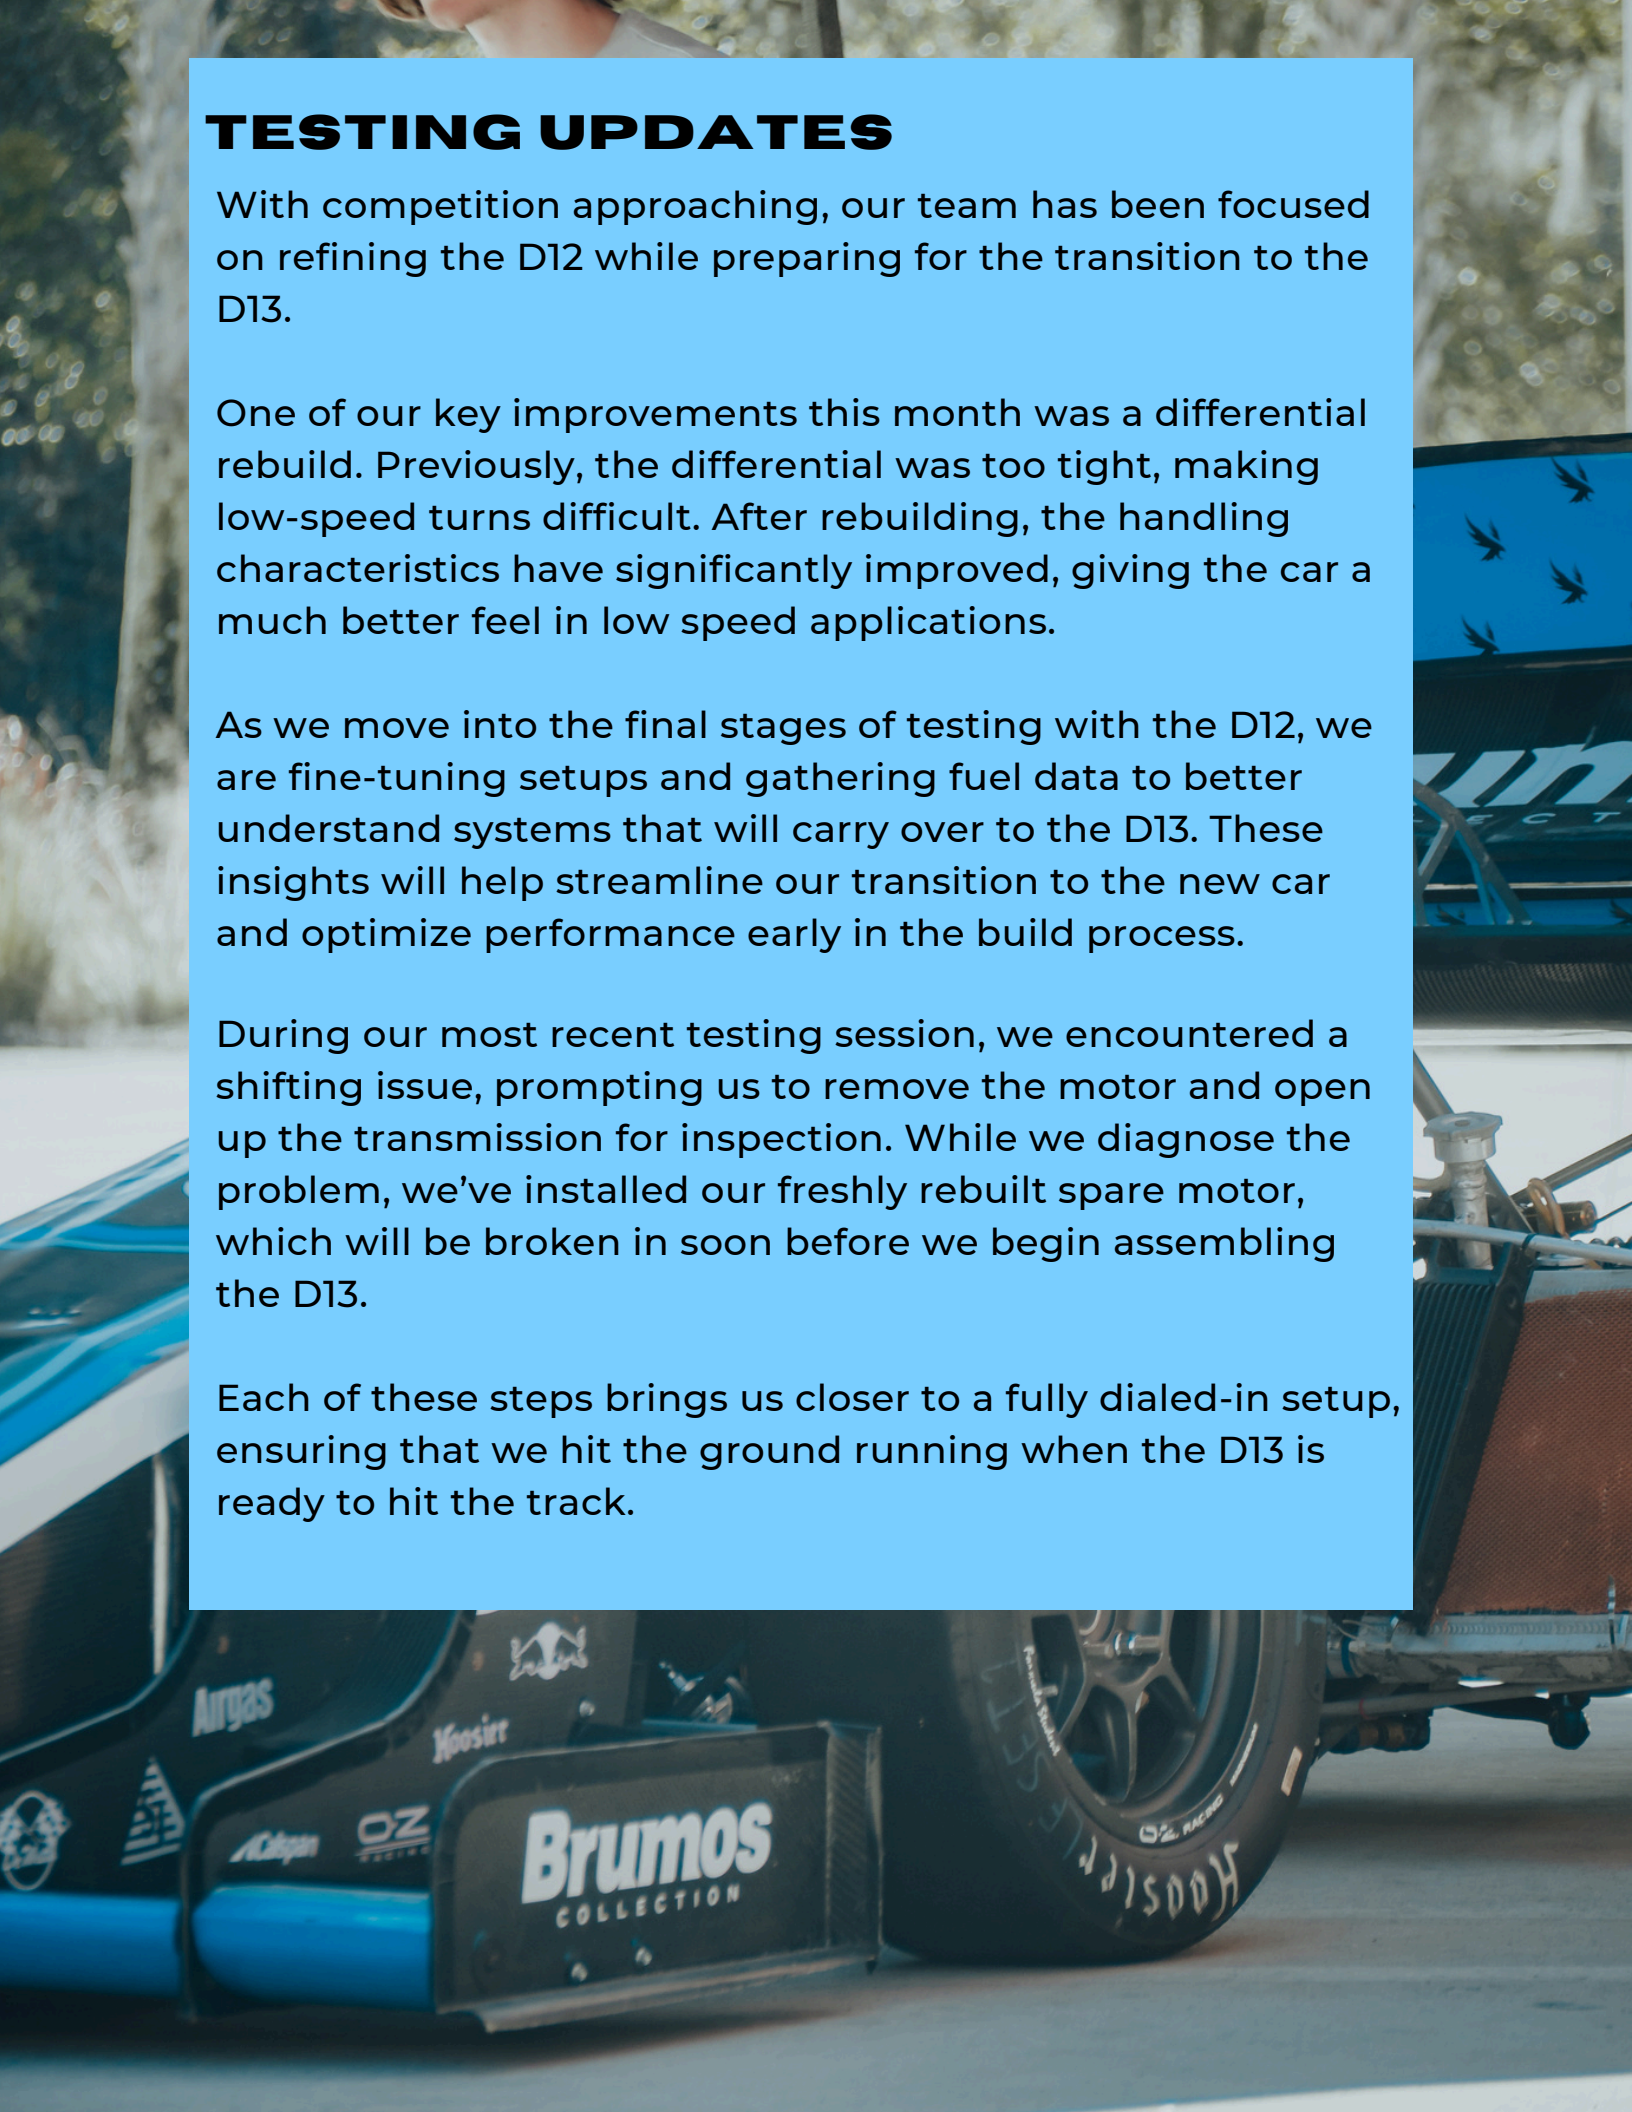 TESTING UPDATES
With competition approaching, our team has been focused
on refining the D12 while preparing for the transition to the
D13.
One of our key improvements this month was a differential
rebuild. Previously, the differential was too tight, making
low-speed turns difficult. After rebuilding, the handling
characteristics have significantly improved, giving the car a
much better feel in low speed applications.
As we move into the final stages of testing with the D12, we
are fine-tuning setups and gathering fuel data to better
understand systems that will carry over to the D13. These
insights will help streamline our transition to the new car
and optimize performance early in the build process.
During our most recent testing session, we encountered a
shifting issue, prompting us to remove the motor and open
up the transmission for inspection. While we diagnose the
problem, we’ve installed our freshly rebuilt spare motor,
which will be broken in soon before we begin assembling
the D13.
Each of these steps brings us closer to a fully dialed-in setup,
ensuring that we hit the ground running when the D13 is
ready to hit the track.
Airgas
Hoosier
Calspan
OZ
RACING
Brumos
COLLECTION
Formula Student
OZ RACING
Hoosier